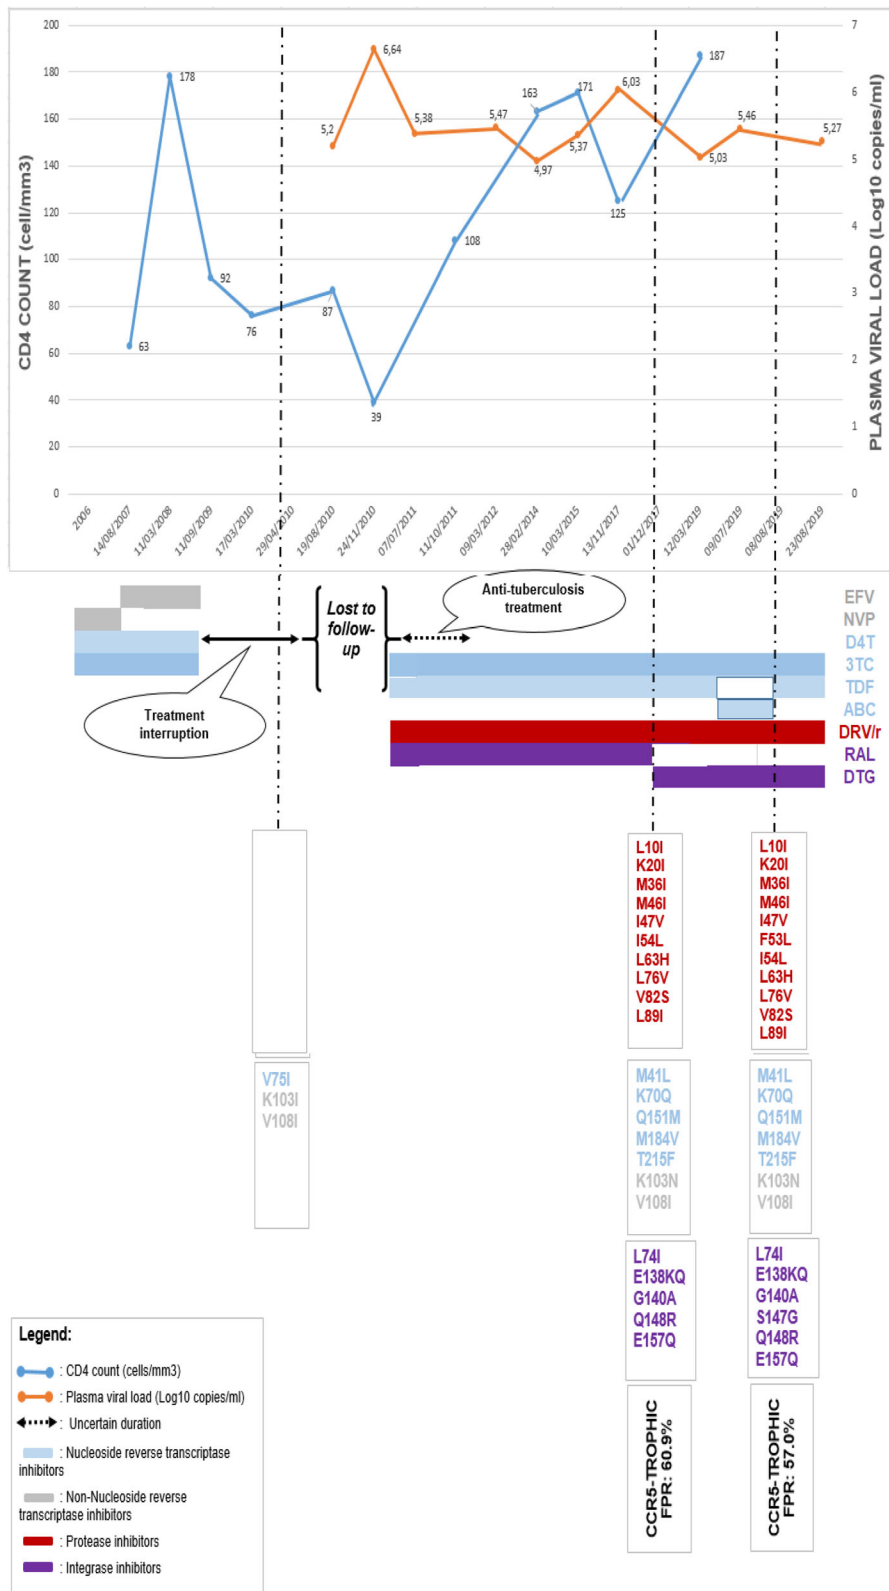 200
180
160
140
120
100
80
60
40
20
0
CD4 COUNT (cell/mm3)
7
6
5
4
3
2
1
0
PLASMA VIRAL LOAD (Log10 copies/ml)
63
178
92
76
87
39
108
163
171
125
187
5,2
6,64
5,38
5,47
4,97
5,37
6,03
5,03
5,46
5,27
2006
14/08/2007
11/03/2008
11/09/2009
17/03/2010
29/04/2010
19/08/2010
24/11/2010
07/07/2011
11/10/2011
09/03/2012
28/02/2014
10/03/2015
13/11/2017
01/12/2017
12/03/2019
09/07/2019
08/08/2019
23/08/2019
Treatment
interruption
Lost to
follow-
up
Anti-tuberculosis
treatment
EFV
NVP
D4T
3TC
TDF
ABC
DRV/r
RAL
DTG
V75I
K103I
V108I
L10I
K20I
M36I
M46I
I47V
I54L
L63H
L76V
V82S
L89I
M41L
K70Q
Q151M
M184V
T215F
K103N
V108I
L74I
E138KQ
G140A
Q148R
E157Q
CCR5-TROPHIC
FPR: 60.9%
L10I
K20I
M36I
M46I
I47V
F53L
I54L
L63H
L76V
V82S
L89I
M41L
K70Q
Q151M
M184V
T215F
K103N
V108I
L74I
E138KQ
G140A
S147G
Q148R
E157Q
CCR5-TROPHIC
FPR: 57.0%
Legend:
: CD4 count (cells/mm3)
: Plasma viral load (Log10 copies/ml)
: Uncertain duration
: Nucleoside reverse transcriptase
inhibitors
: Non-Nucleoside reverse
transcriptase inhibitors
: Protease inhibitors
: Integrase inhibitors